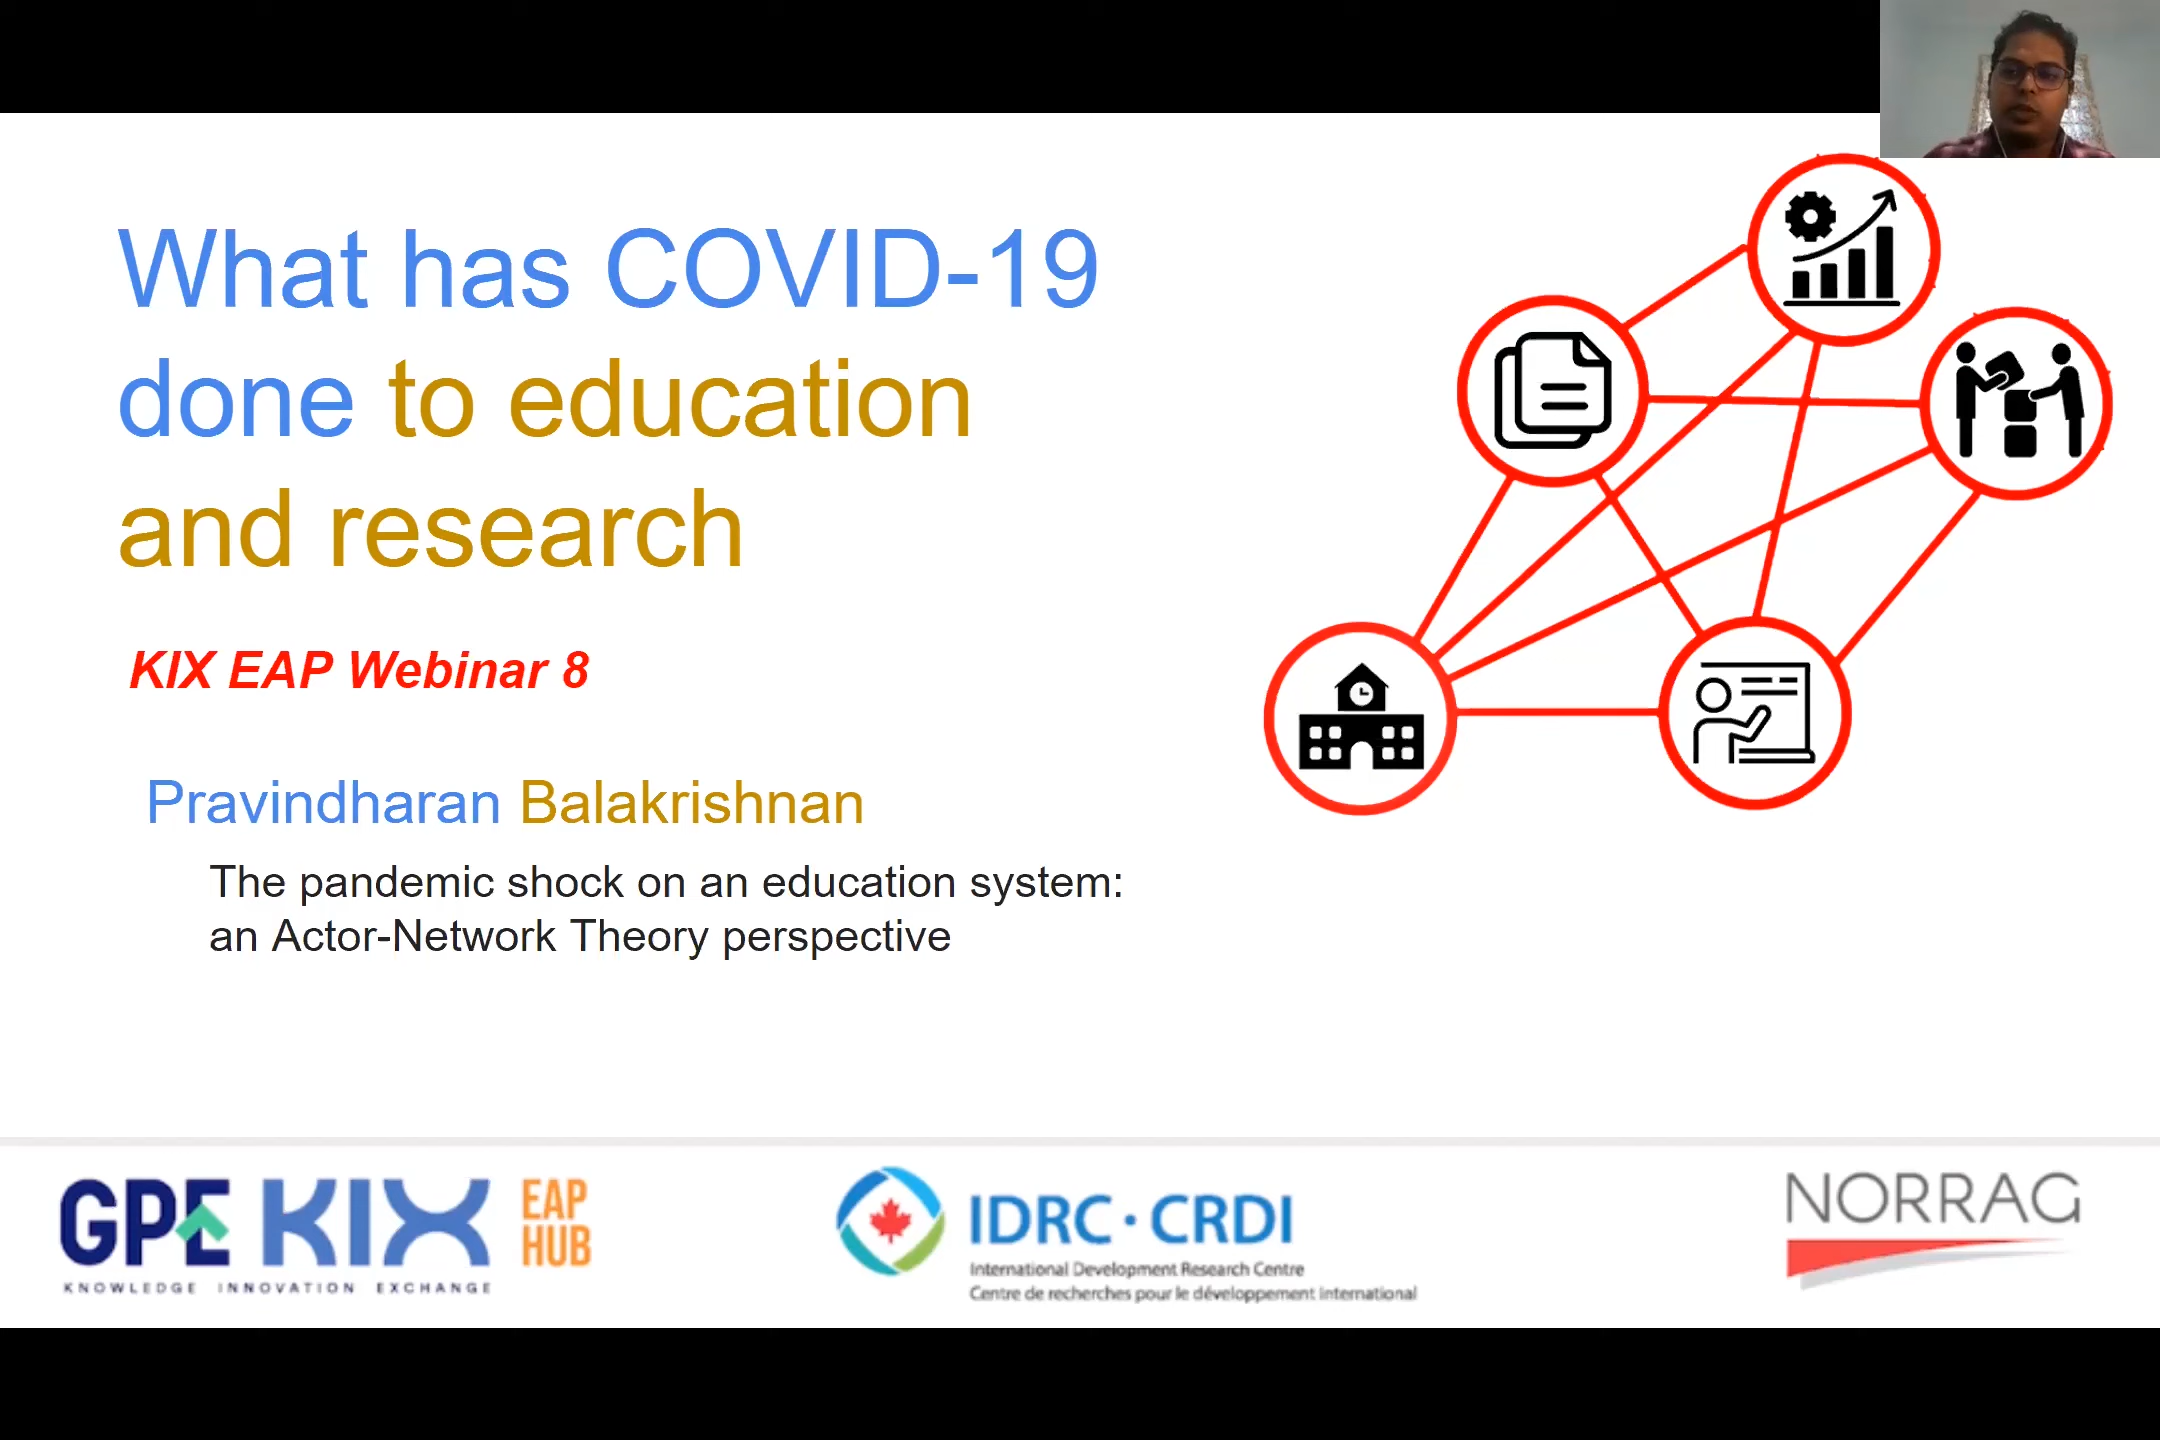 What has COVID-19
done to education
and research
KIX EAP Webinar 8
Pravindharan Balakrishnan
The pandemic shock on an education system:
an Actor-Network Theory perspective
GPE KIX EAP HUB
KNOWLEDGE INNOVATION EXCHANGE
IDRC · CRDI
International Development Research Centre
Centre de recherches pour le développement international
NORRAG